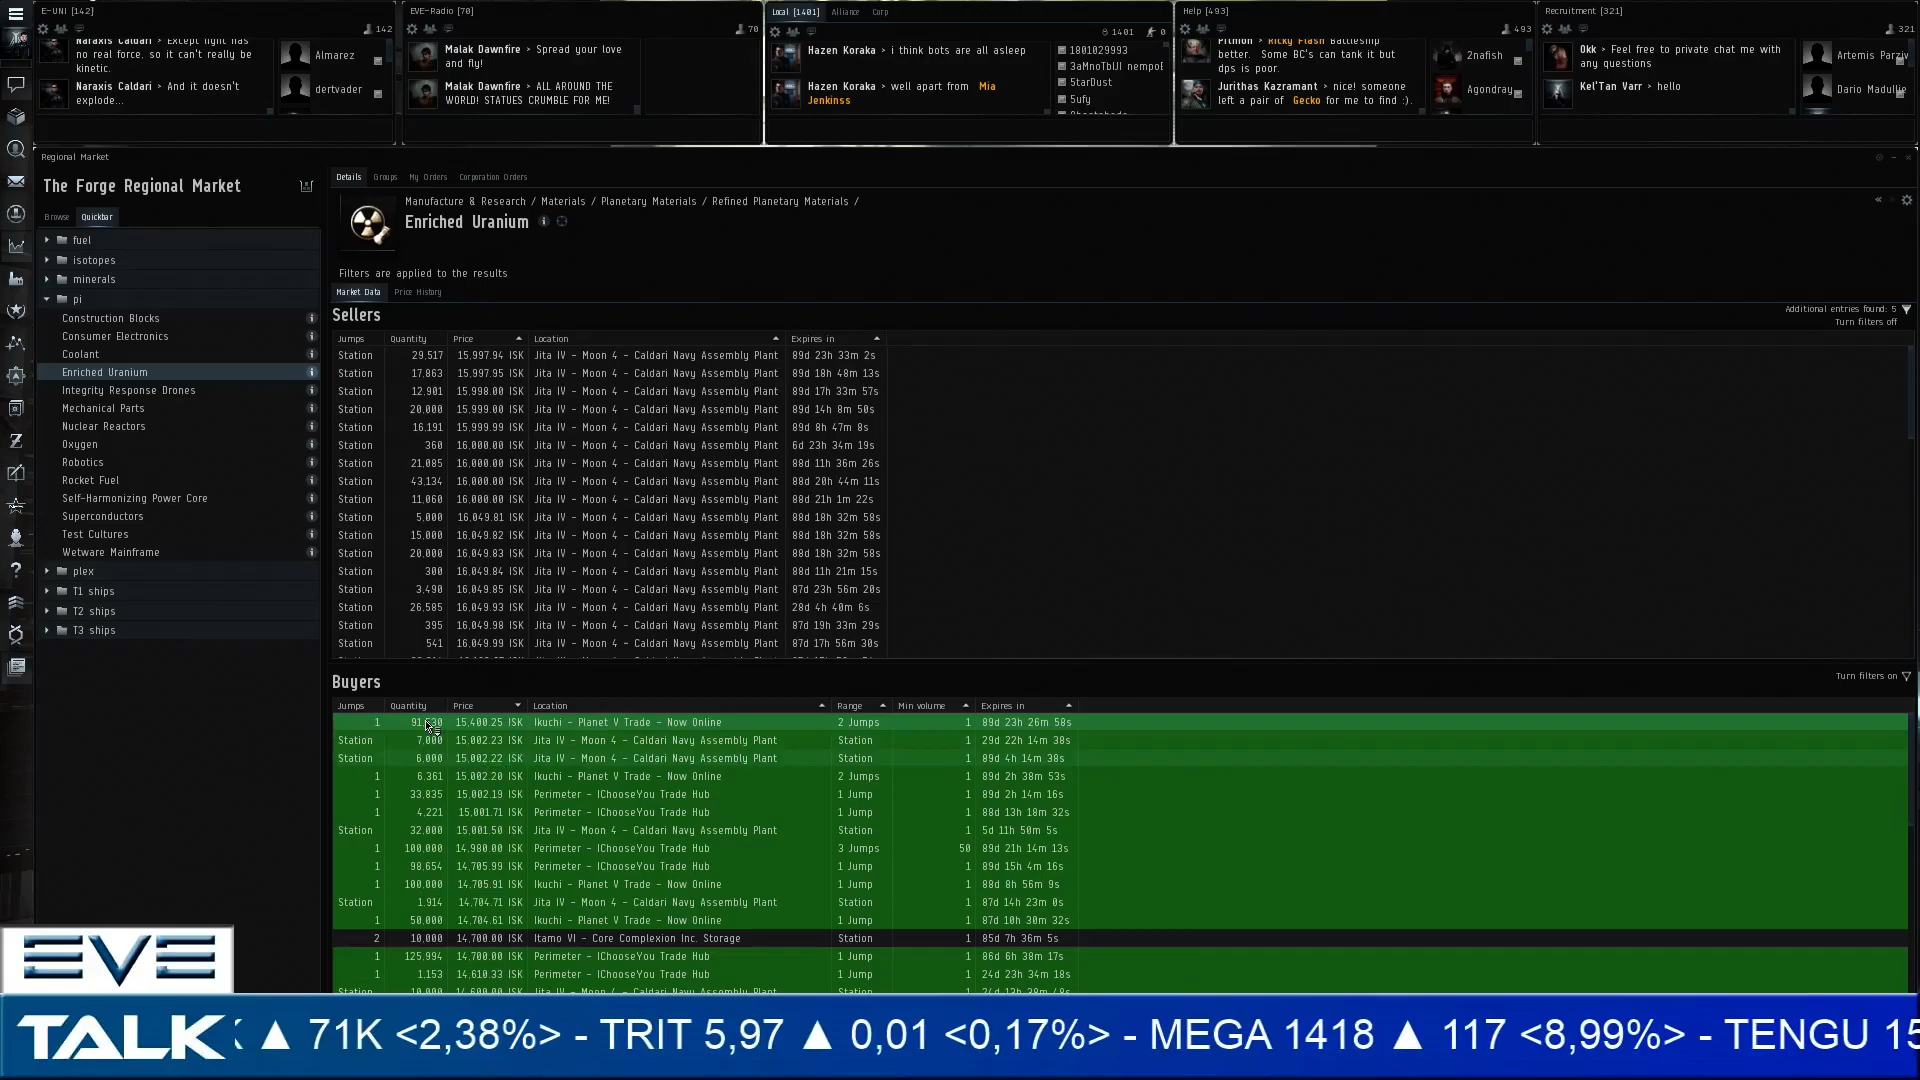 E-UNI [142]
142
Naraxis Caldari > Except light has
no real force, so it can't really be
kinetic.
Naraxis Caldari > And it doesn't
explode...
Almarez
dertvader
EVE-Radio [70]
70
Malak Dawnfire > Spread your love
and fly!
Malak Dawnfire > ALL AROUND THE
WORLD! STATUES CRUMBLE FOR ME!
Local [1401] Alliance Corp
1401 0
Hazen Koraka > i think bots are all asleep
Hazen Koraka > well apart from Mia
Jenkinss
1801029993
5tarDust
5ufy
Help [493]
493
Pithon > Ricky Flash Battleship
better. Some BC's can tank it but
dps is poor.
Jurithas Kazramant > nice! someone
left a pair of Gecko for me to find :).
2nafish
Agondray
Recruitment [321]
321
Okk > Feel free to private chat me with
any questions
Kel'Tan Varr > hello
Artemis Parziv
Dario Madullie
Regional Market
The Forge Regional Market
Browse Quickbar
fuel
isotopes
minerals
pi
Construction Blocks
Consumer Electronics
Coolant
Enriched Uranium
Integrity Response Drones
Mechanical Parts
Nuclear Reactors
Oxygen
Robotics
Rocket Fuel
Self-Harmonizing Power Core
Superconductors
Test Cultures
Wetware Mainframe
plex
T1 ships
T2 ships
T3 ships
Details Groups My Orders Corporation Orders
Manufacture & Research / Materials / Planetary Materials / Refined Planetary Materials /
Enriched Uranium
Filters are applied to the results
Market Data Price History
Sellers
Additional entries found: 5
Turn filters off
Jumps Quantity Price Location Expires in
Station 29,517 15,997.94 ISK Jita IV - Moon 4 - Caldari Navy Assembly Plant 89d 23h 33m 2s
Station 17,863 15,997.95 ISK Jita IV - Moon 4 - Caldari Navy Assembly Plant 89d 18h 48m 13s
Station 12,901 15,998.00 ISK Jita IV - Moon 4 - Caldari Navy Assembly Plant 89d 17h 33m 57s
Station 20,000 15,999.00 ISK Jita IV - Moon 4 - Caldari Navy Assembly Plant 89d 14h 8m 50s
Station 16,191 15,999.99 ISK Jita IV - Moon 4 - Caldari Navy Assembly Plant 89d 8h 47m 8s
Station 360 16,000.00 ISK Jita IV - Moon 4 - Caldari Navy Assembly Plant 6d 23h 34m 19s
Station 21,085 16,000.00 ISK Jita IV - Moon 4 - Caldari Navy Assembly Plant 88d 11h 36m 26s
Station 43,134 16,000.00 ISK Jita IV - Moon 4 - Caldari Navy Assembly Plant 88d 20h 44m 11s
Station 11,060 16,000.00 ISK Jita IV - Moon 4 - Caldari Navy Assembly Plant 88d 21h 1m 22s
Station 5,000 16,049.81 ISK Jita IV - Moon 4 - Caldari Navy Assembly Plant 88d 18h 32m 58s
Station 15,000 16,049.82 ISK Jita IV - Moon 4 - Caldari Navy Assembly Plant 88d 18h 32m 58s
Station 20,000 16,049.83 ISK Jita IV - Moon 4 - Caldari Navy Assembly Plant 88d 18h 32m 58s
Station 300 16,049.84 ISK Jita IV - Moon 4 - Caldari Navy Assembly Plant 88d 11h 21m 15s
Station 3,490 16,049.85 ISK Jita IV - Moon 4 - Caldari Navy Assembly Plant 87d 23h 56m 20s
Station 26,585 16,049.93 ISK Jita IV - Moon 4 - Caldari Navy Assembly Plant 28d 4h 40m 6s
Station 395 16,049.98 ISK Jita IV - Moon 4 - Caldari Navy Assembly Plant 87d 19h 33m 29s
Station 541 16,049.99 ISK Jita IV - Moon 4 - Caldari Navy Assembly Plant 87d 17h 56m 30s
Buyers
Turn filters on
Jumps Quantity Price Location Range Min volume Expires in
1 15,400.25 ISK Ikuchi - Planet V Trade - Now Online 2 Jumps 1 89d 23h 26m 58s
Station 7,000 15,002.23 ISK Jita IV - Moon 4 - Caldari Navy Assembly Plant Station 1 29d 22h 14m 38s
Station 6,000 15,002.22 ISK Jita IV - Moon 4 - Caldari Navy Assembly Plant Station 1 89d 4h 14m 38s
1 6,361 15,002.20 ISK Ikuchi - Planet V Trade - Now Online 2 Jumps 1 89d 2h 38m 53s
1 33,835 15,002.19 ISK Perimeter - IChooseYou Trade Hub 1 Jump 1 89d 2h 14m 16s
1 4,221 15,001.71 ISK Perimeter - IChooseYou Trade Hub 1 Jump 1 88d 13h 18m 32s
Station 32,000 15,001.50 ISK Jita IV - Moon 4 - Caldari Navy Assembly Plant Station 1 5d 11h 50m 5s
1 100,000 14,980.00 ISK Perimeter - IChooseYou Trade Hub 3 Jumps 50 89d 21h 14m 13s
1 98,654 14,705.99 ISK Perimeter - IChooseYou Trade Hub 1 Jump 1 89d 15h 4m 16s
1 100,000 14,705.91 ISK Ikuchi - Planet V Trade - Now Online 1 Jump 1 88d 8h 56m 9s
Station 1,914 14,704.71 ISK Jita IV - Moon 4 - Caldari Navy Assembly Plant Station 1 87d 14h 23m 0s
1 50,000 14,704.61 ISK Ikuchi - Planet V Trade - Now Online 1 Jump 1 87d 10h 30m 32s
2 10,000 14,700.00 ISK Itamo VI - Core Complexion Inc. Storage Station 1 85d 7h 36m 5s
1 125,994 14,700.00 ISK Perimeter - IChooseYou Trade Hub 1 Jump 1 86d 6h 38m 17s
1 1,153 14,610.33 ISK Perimeter - IChooseYou Trade Hub 1 Jump 1 24d 23h 34m 18s
EVE
TALK
▲ 71K <2,38%> - TRIT 5,97 ▲ 0,01 <0,17%> - MEGA 1418 ▲ 117 <8,99%> - TENGU 15